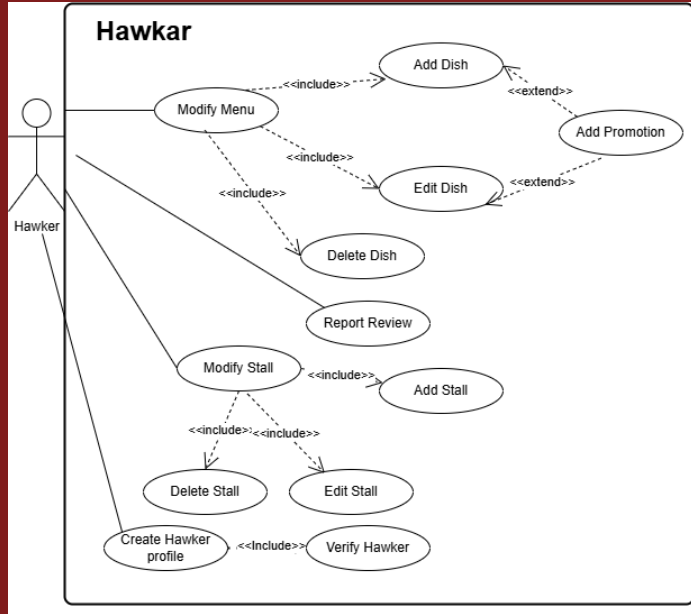 Hawkar
Add Dish
<<include>>
<<extend>>
Modify Menu
Add Promotion
<<include>>
Edit Dish
<<extend>>
<<include>>
Hawker
Delete Dish
Report Review
Modify Stall
<<include>>
Add Stall
<<include>>
<<include>>
Delete Stall
Edit Stall
Create Hawker
profile
<<Include>>
Verify Hawker